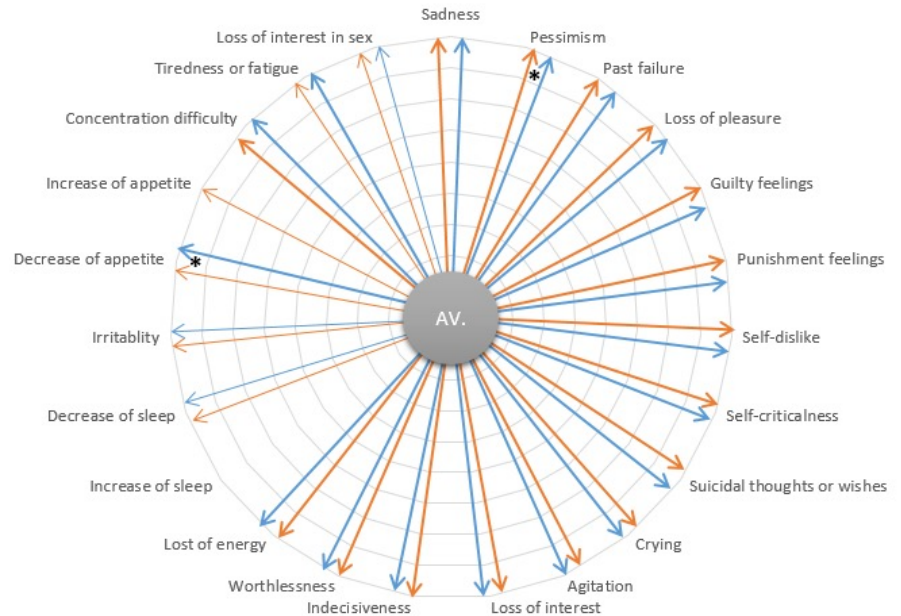 Sadness
Pessimism
Past failure
Loss of pleasure
Guilty feelings
Punishment feelings
Self-dislike
Self-criticalness
Suicidal thoughts or wishes
Crying
Agitation
Loss of interest
Indecisiveness
Worthlessness
Lost of energy
Increase of sleep
Decrease of sleep
Irritablity
Decrease of appetite
Increase of appetite
Concentration difficulty
Tiredness or fatigue
Loss of interest in sex
AV.
*
*